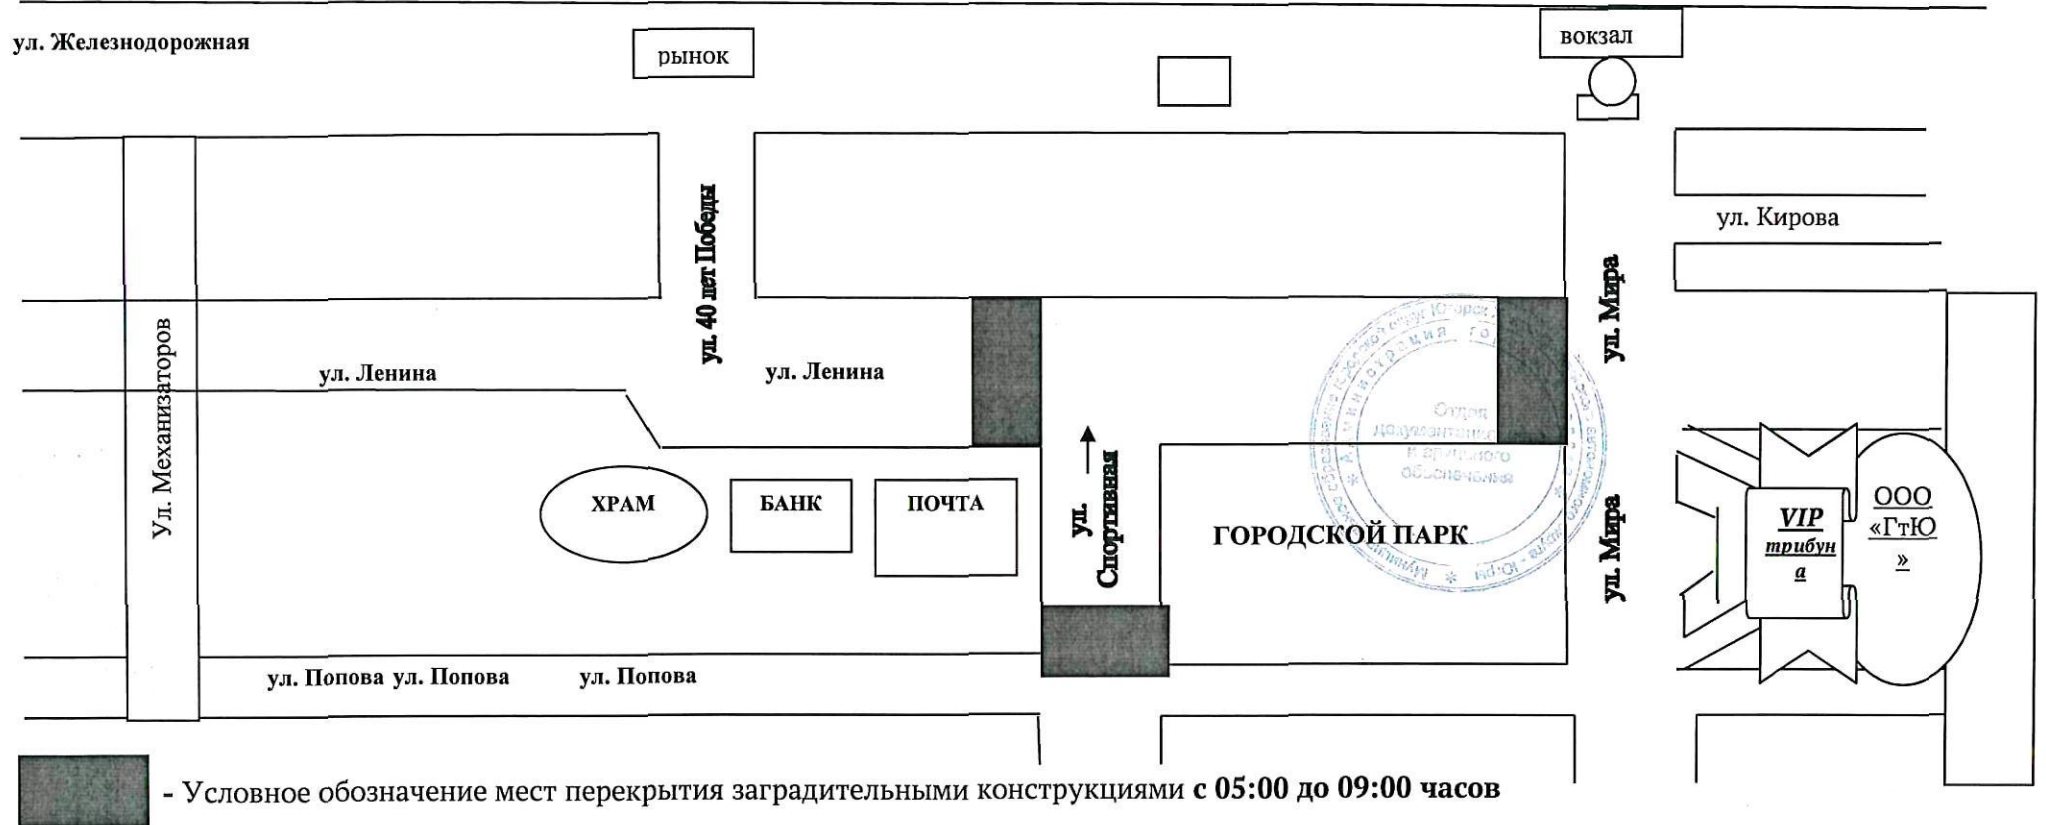 ул. Железнодорожная
рынок
вокзал
ул. Кирова
ул. 40 лет Победы
ул. Мира
Ул. Механизаторов
ул. Ленина
ул. Ленина
Отдел
ул.
Спортивная
ХРАМ
БАНК
ПОЧТА
ГОРОДСКОЙ ПАРК
ул. Мира
VIP
трибун
а
ООО
«ГтЮ
»
ул. Попова ул. Попова
ул. Попова
- Условное обозначение мест перекрытия заградительными конструкциями с 05:00 до 09:00 часов